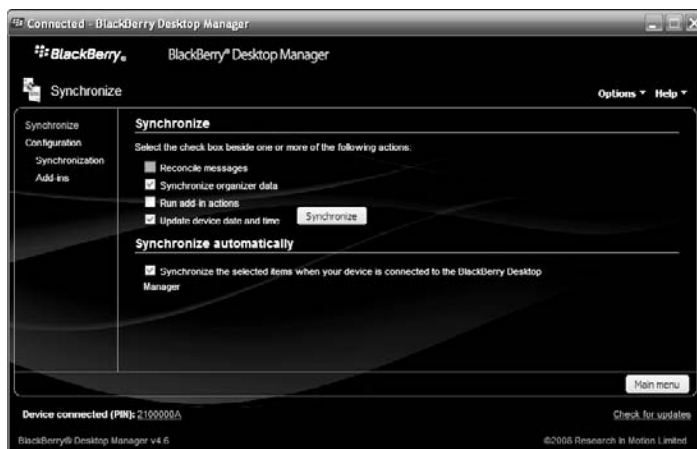 Connected - BlackBerry Desktop Manager
BlackBerry® BlackBerry® Desktop Manager
Synchronize
Options Help
Synchronize
Configuration
Synchronization
Add-ins
Synchronize
Select the check box beside one or more of the following actions:
Reconcile messages
Synchronize organizer data
Run add-in actions
Update device date and time
Synchronize
Synchronize automatically
Synchronize the selected items when your device is connected to the BlackBerry Desktop
Manager
Main menu
Device connected (PIN): 2100000A
Check for updates
BlackBerry® Desktop Manager v4.6
©2008 Research In Motion Limited